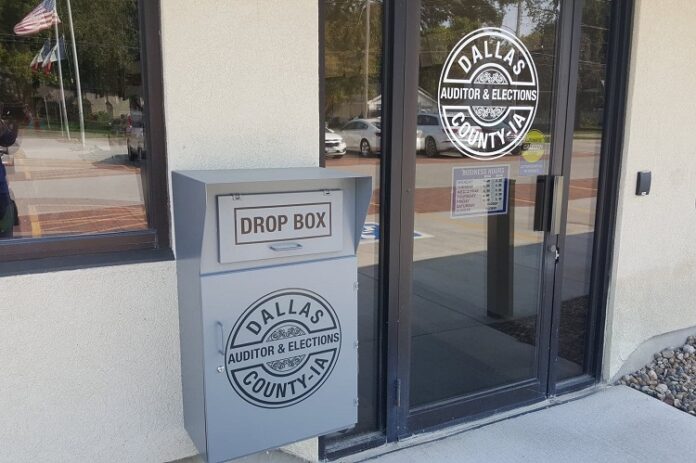 DALLAS
AUDITOR & ELECTIONS
COUNTY-IA
BUSINESS HOURS
DROP BOX
DALLAS
AUDITOR & ELECTIONS
COUNTY-IA